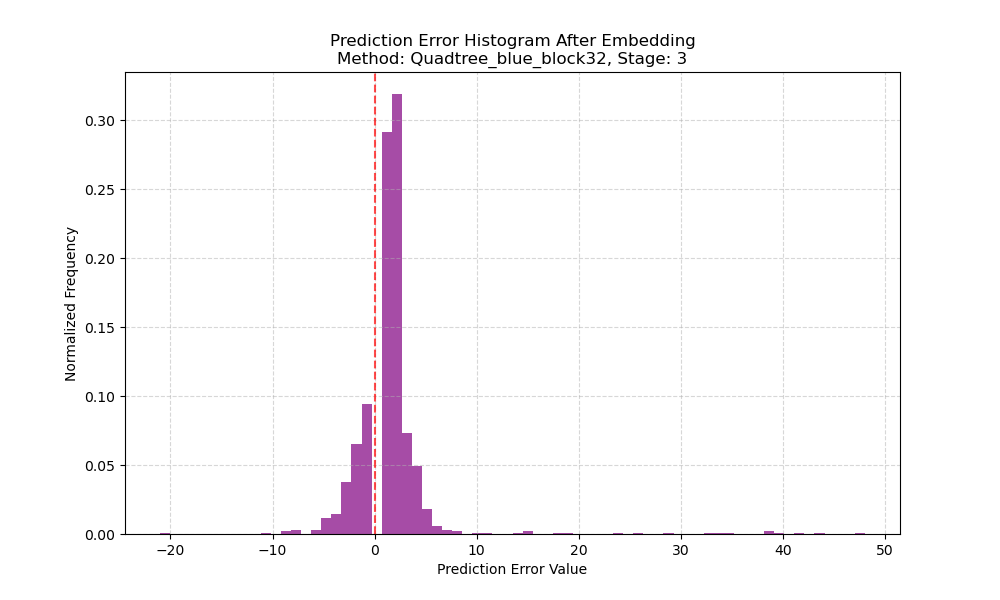 Prediction Error Histogram After Embedding
Method: Quadtree_blue_block32, Stage: 3
Normalized Frequency
0.30
0.25
0.20
0.15
0.10
0.05
0.00
−20 −10 0 10 20 30 40 50
Prediction Error Value